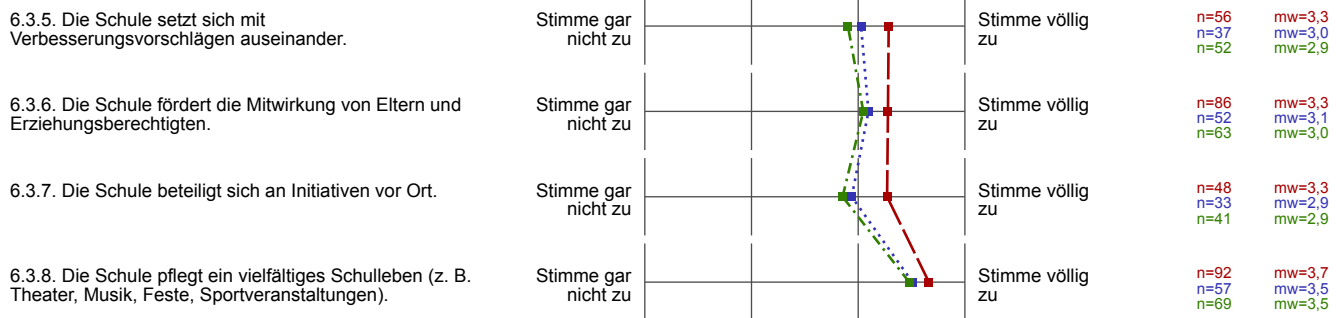 6.3.5. Die Schule setzt sich mit
Verbesserungsvorschlägen auseinander.
Stimme gar
nicht zu
Stimme völlig
zu
n=56 mw=3,3
n=37 mw=3,0
n=52 mw=2,9
6.3.6. Die Schule fördert die Mitwirkung von Eltern und
Erziehungsberechtigten.
Stimme gar
nicht zu
Stimme völlig
zu
n=86 mw=3,3
n=52 mw=3,1
n=63 mw=3,0
6.3.7. Die Schule beteiligt sich an Initiativen vor Ort.
Stimme gar
nicht zu
Stimme völlig
zu
n=48 mw=3,3
n=33 mw=2,9
n=41 mw=2,9
6.3.8. Die Schule pflegt ein vielfältiges Schulleben (z. B.
Theater, Musik, Feste, Sportveranstaltungen).
Stimme gar
nicht zu
Stimme völlig
zu
n=92 mw=3,7
n=57 mw=3,5
n=69 mw=3,5